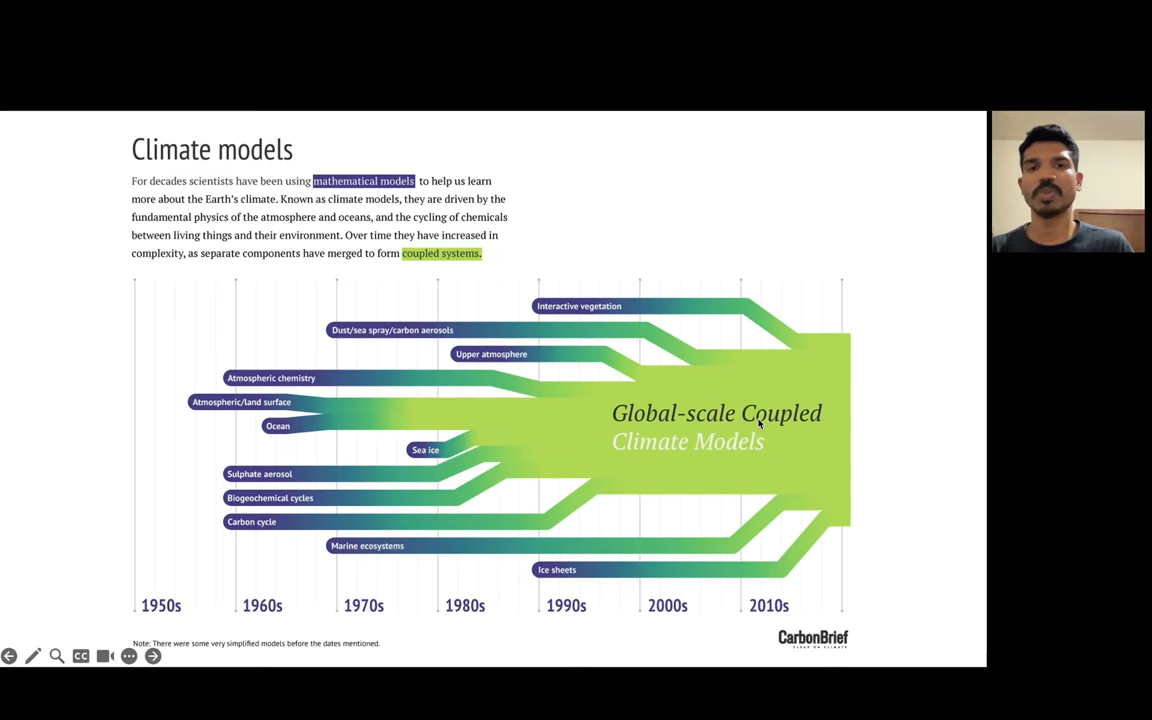 Climate models
For decades scientists have been using mathematical models to help us learn
more about the Earth's climate. Known as climate models, they are driven by the
fundamental physics of the atmosphere and oceans, and the cycling of chemicals
between living things and their environment. Over time they have increased in
complexity, as separate components have merged to form coupled systems.
Interactive vegetation
Dust/sea spray/carbon aerosols
Upper atmosphere
Atmospheric chemistry
Atmospheric/land surface
Ocean
Global-scale Coupled
Climate Models
Sea ice
Sulphate aerosol
Biogeochemical cycles
Carbon cycle
Marine ecosystems
Ice sheets
1950s 1960s 1970s 1980s 1990s 2000s 2010s
Note: There were some very simplified models before the dates mentioned.
CarbonBrief
CLEAR ON CLIMATE
CC